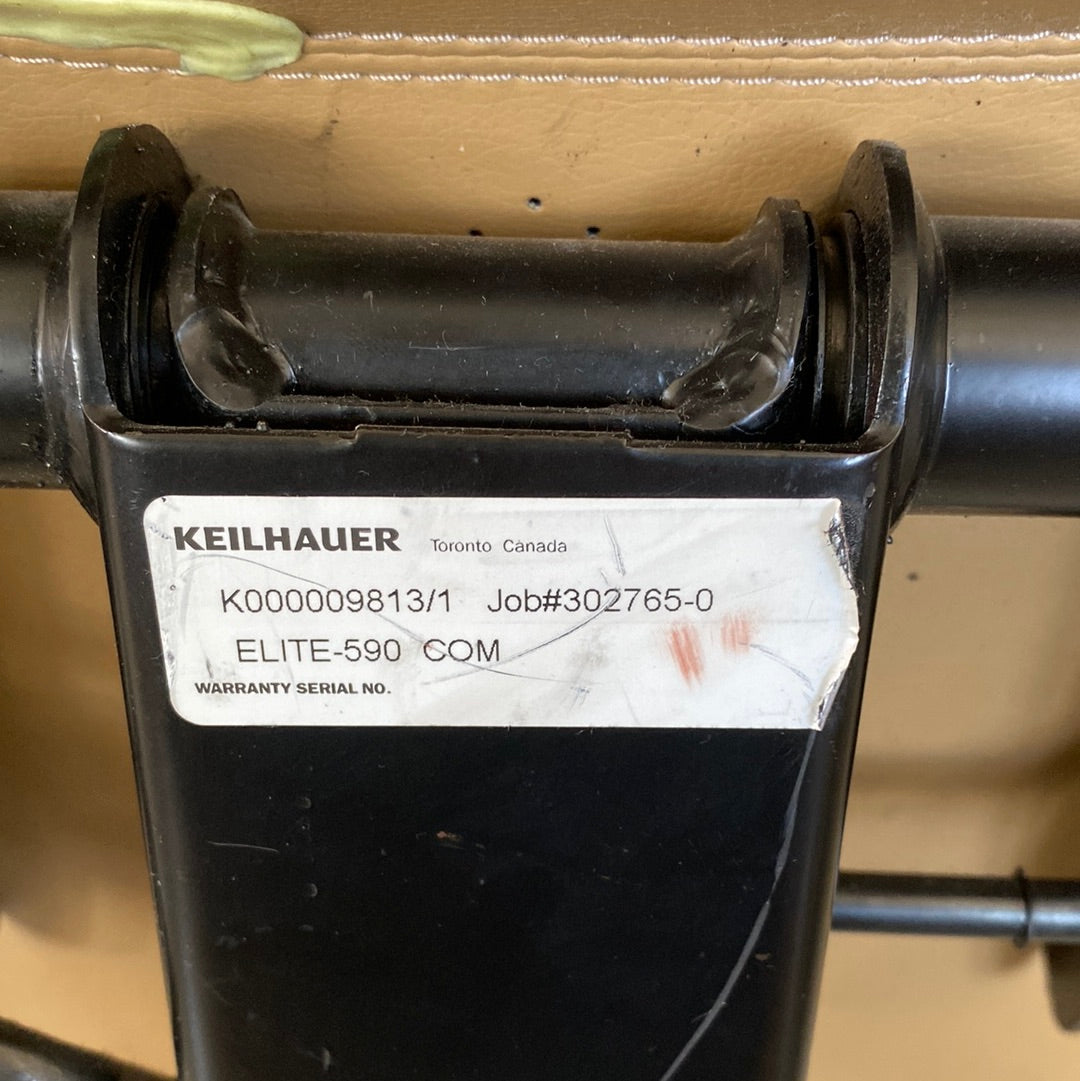 KEILHAUER Toronto Canada
K000009813/1 Job#302765-0
ELITE-590 COM
WARRANTY SERIAL NO.